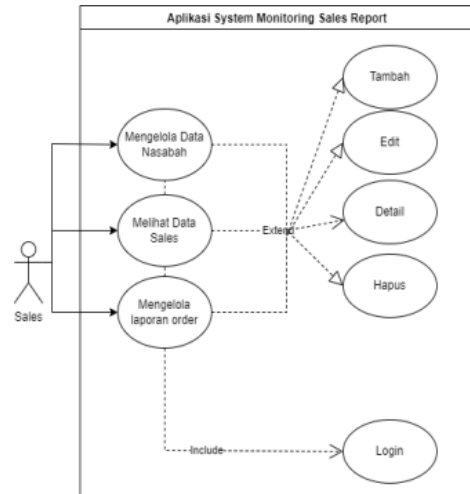 Aplikasi System Monitoring Sales Report
Tambah
Mengelola Data
Nasabah
Edit
Melihat Data
Sales
Extend
Detail
Mengelola
laporan order
Hapus
Sales
Include
Login